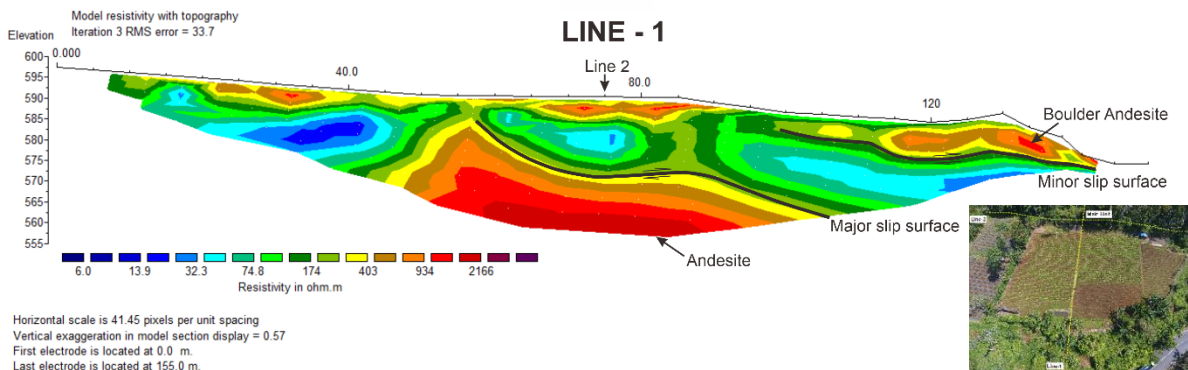 Model resistivity with topography
Iteration 3 RMS error = 33.7
LINE - 1
Elevation
600
595
590
585
580
575
570
565
560
555
0.000
40.0
Line 2
80.0
120
Boulder Andesite
Minor slip surface
Major slip surface
Andesite
6.0 13.9 32.3 74.8 174 403 934 2166
Resistivity in ohm.m
Horizontal scale is 41.45 pixels per unit spacing
Vertical exaggeration in model section display = 0.57
First electrode is located at 0.0 m.
Last electrode is located at 155.0 m.
Line 2
Line1